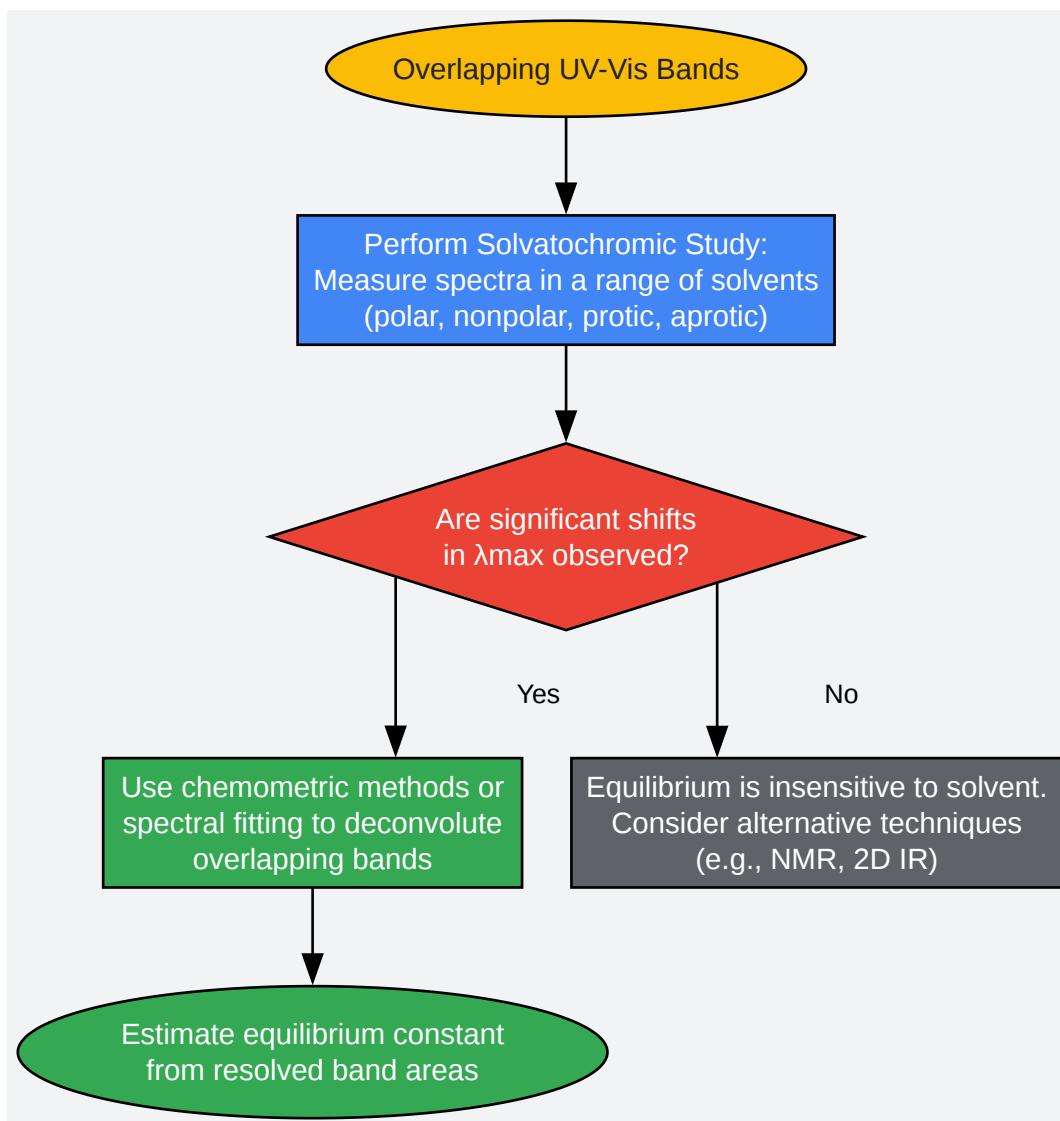 Overlapping UV-Vis Bands
Perform Solvatochromic Study:
Measure spectra in a range of solvents
(polar, nonpolar, protic, aprotic)
Are significant shifts
in λmax observed?
Yes
No
Use chemometric methods or
spectral fitting to deconvolute
overlapping bands
Equilibrium is insensitive to solvent.
Consider alternative techniques
(e.g., NMR, 2D IR)
Estimate equilibrium constant
from resolved band areas